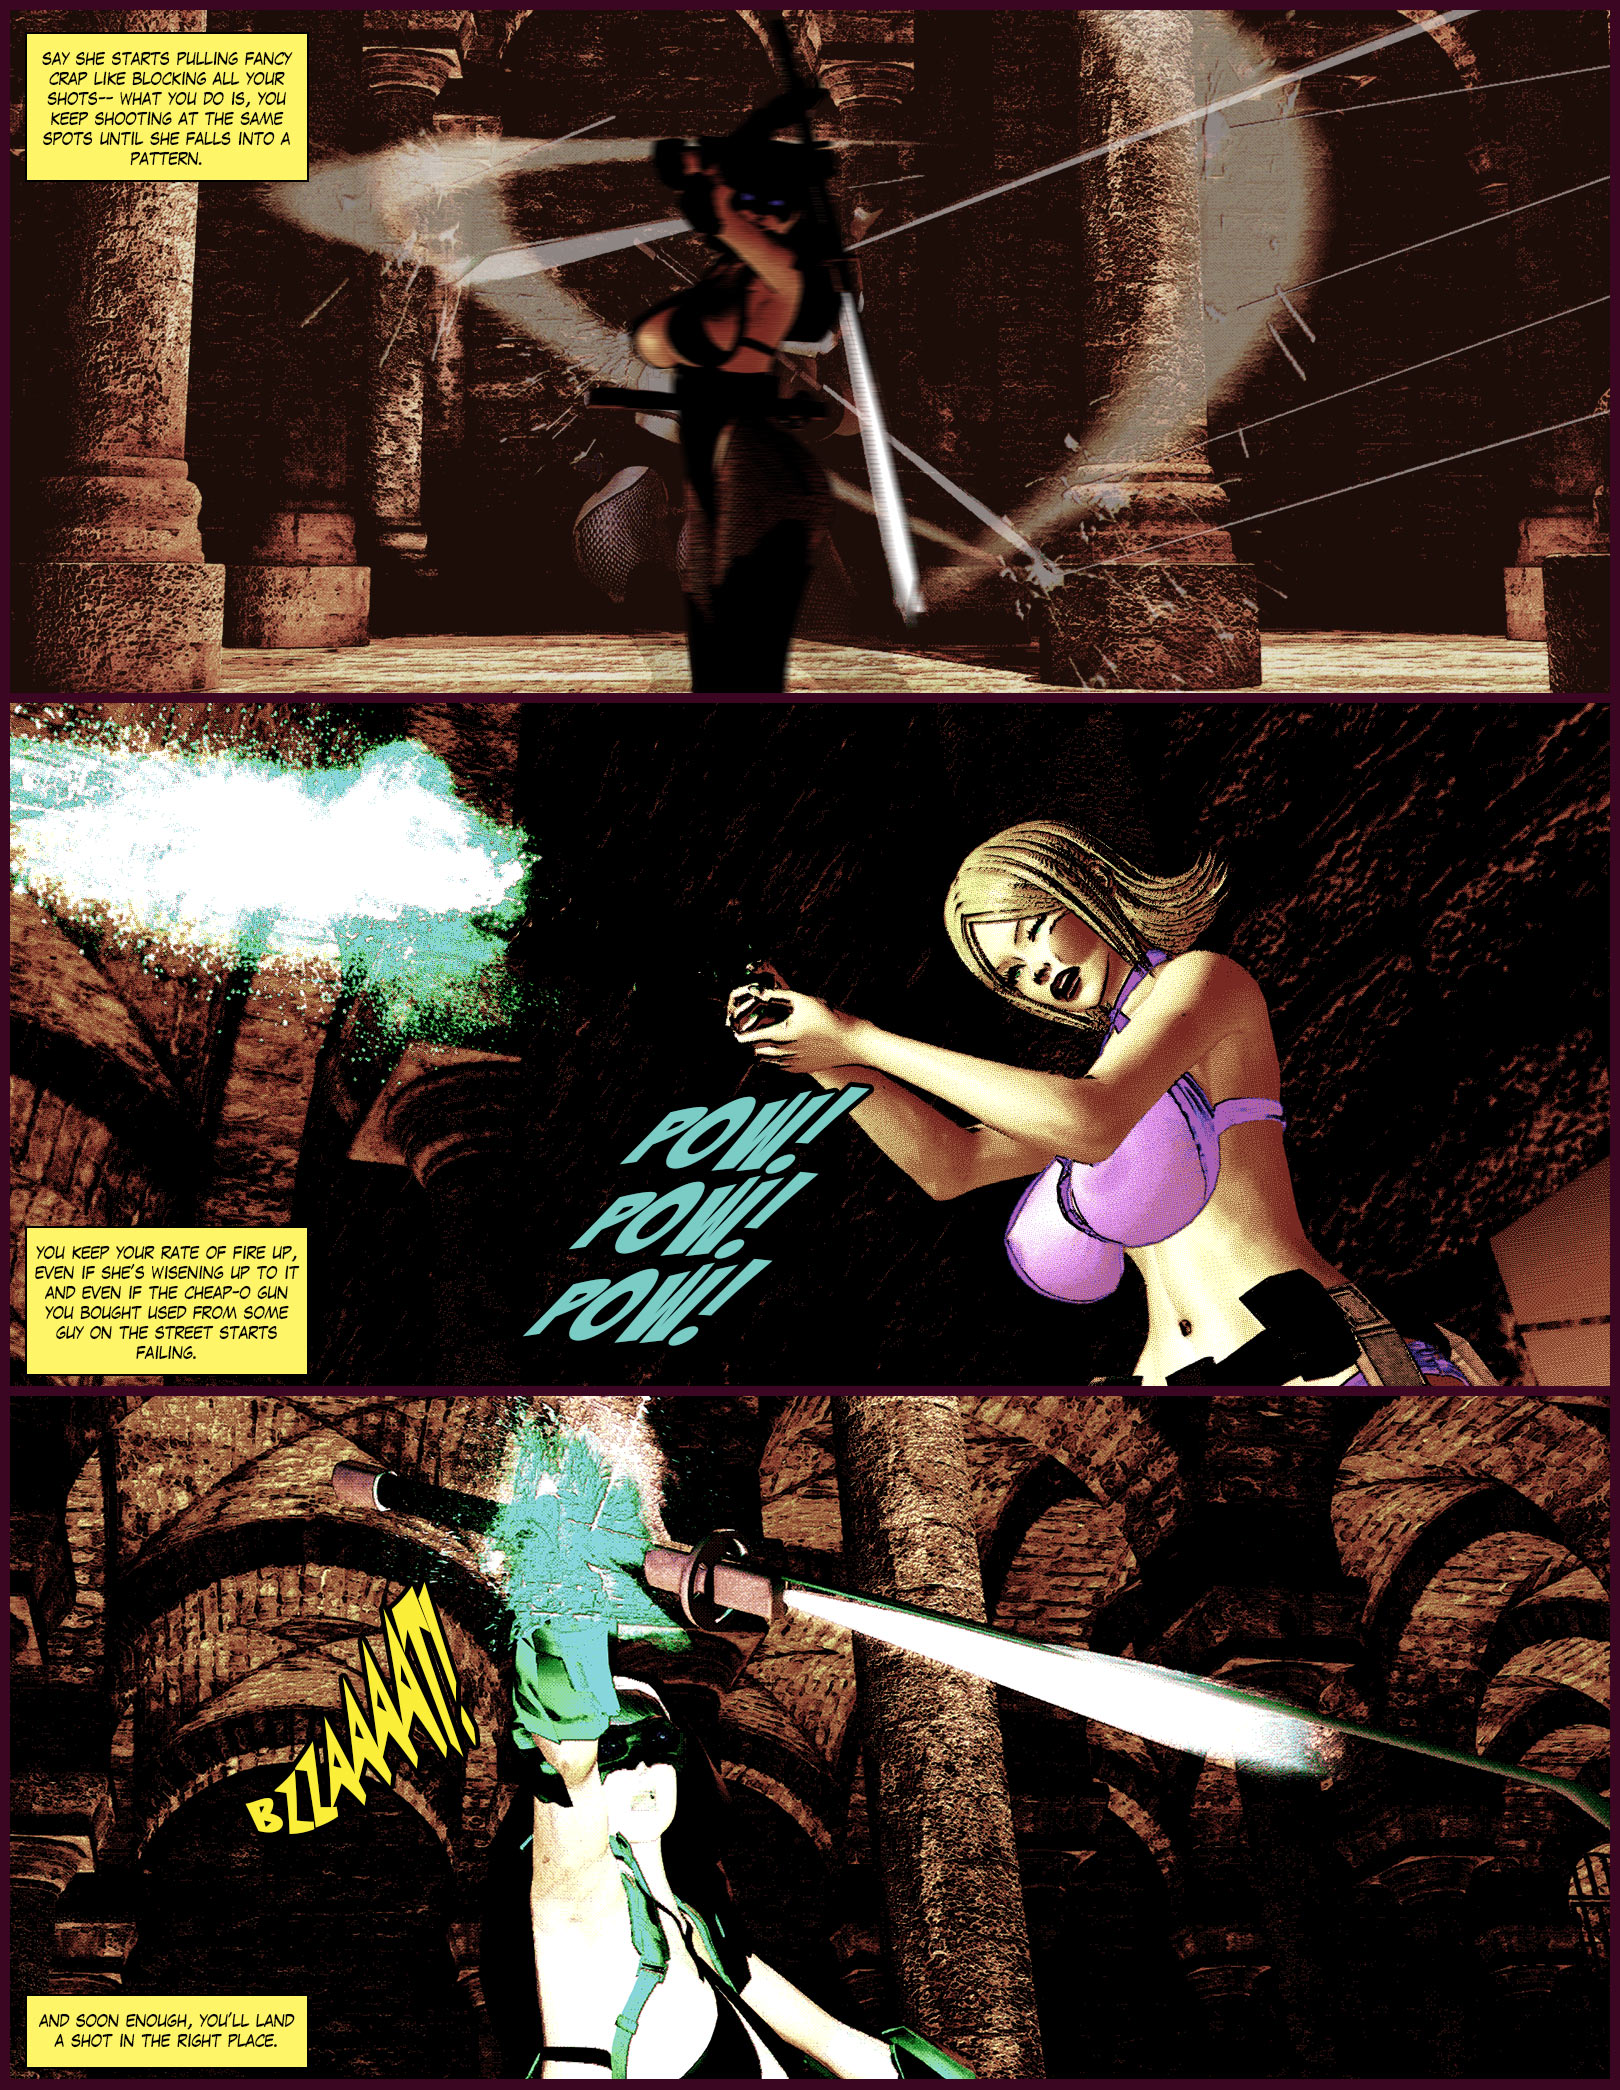 SAY SHE STARTS PULLING FANCY
CRAP LIKE BLOCKING ALL YOUR
SHOTS-- WHAT YOU DO IS, YOU
KEEP SHOOTING AT THE SAME
SPOTS UNTIL SHE FALLS INTO A
PATTERN.
POW!
POW!
POW!
YOU KEEP YOUR RATE OF FIRE UP,
EVEN IF SHE'S WISENING UP TO IT
AND EVEN IF THE CHEAP-O GUN
YOU BOUGHT USED FROM SOME
GUY ON THE STREET STARTS
FAILING.
BZZAAAAAT!
AND SOON ENOUGH, YOU'LL LAND
A SHOT IN THE RIGHT PLACE.